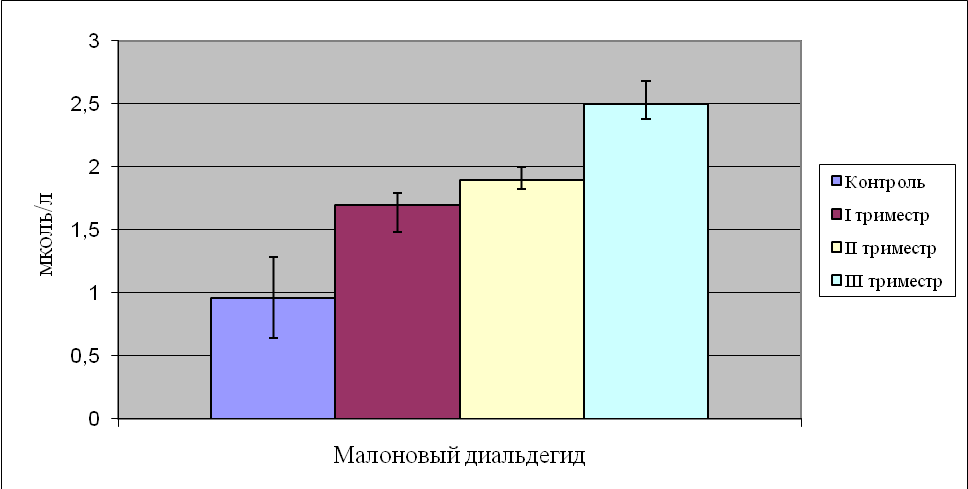 3
2,5
2
1,5
1
0,5
0
мколь/л
Малоновый диальдегид
Контроль
I триместр
II триместр
III триместр